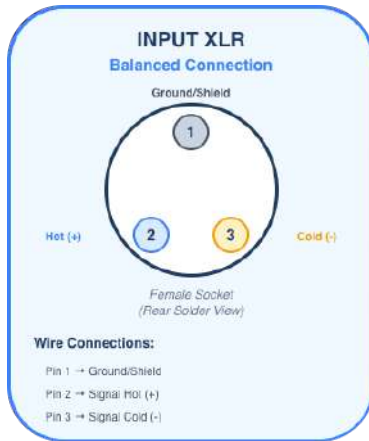 INPUT XLR
Balanced Connection
Ground/Shield
1
Hot (+)
2
3
Cold (-)
Female Socket
(Rear Solder View)
Wire Connections:
Pin 1 → Ground/Shield
Pin 2 → Signal Hot (+)
Pin 3 → Signal Cold (-)